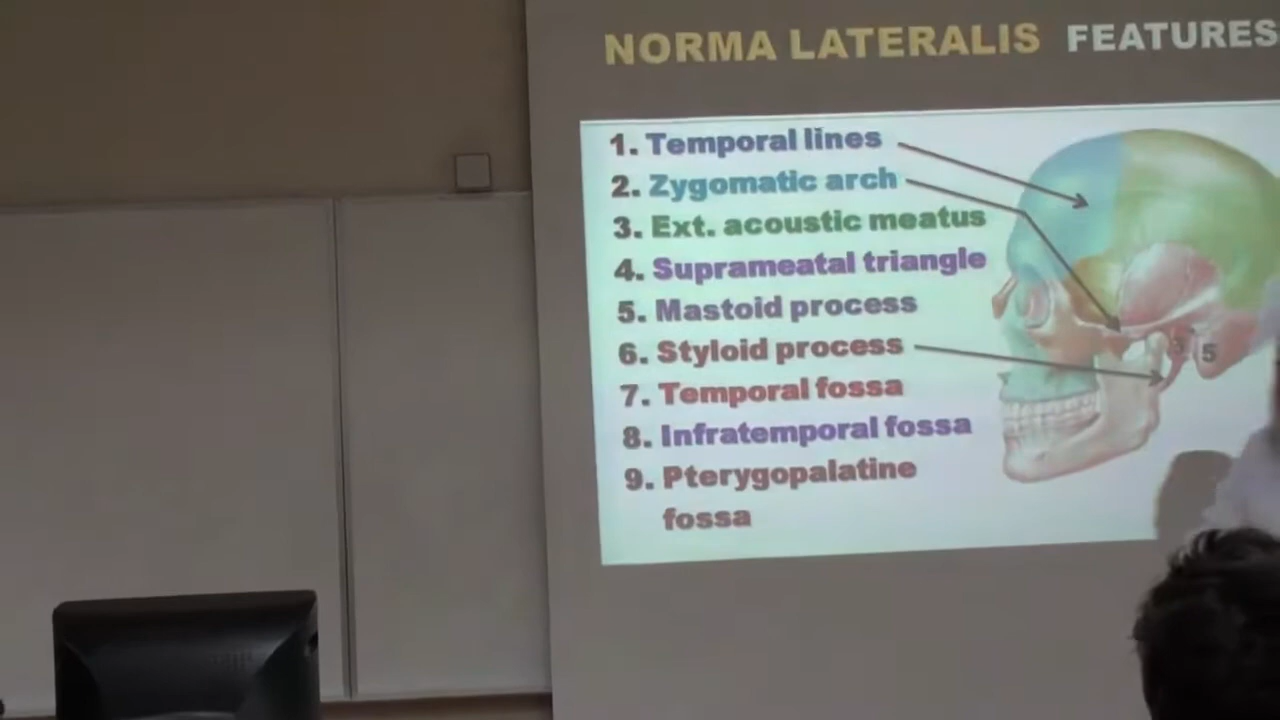 NORMA LATERALIS FEATURES
1. Temporal lines
2. Zygomatic arch
3. Ext. acoustic meatus
4. Suprameatal triangle
5. Mastoid process
6. Styloid process
7. Temporal fossa
8. Infratemporal fossa
9. Pterygopalatine
fossa
3
5